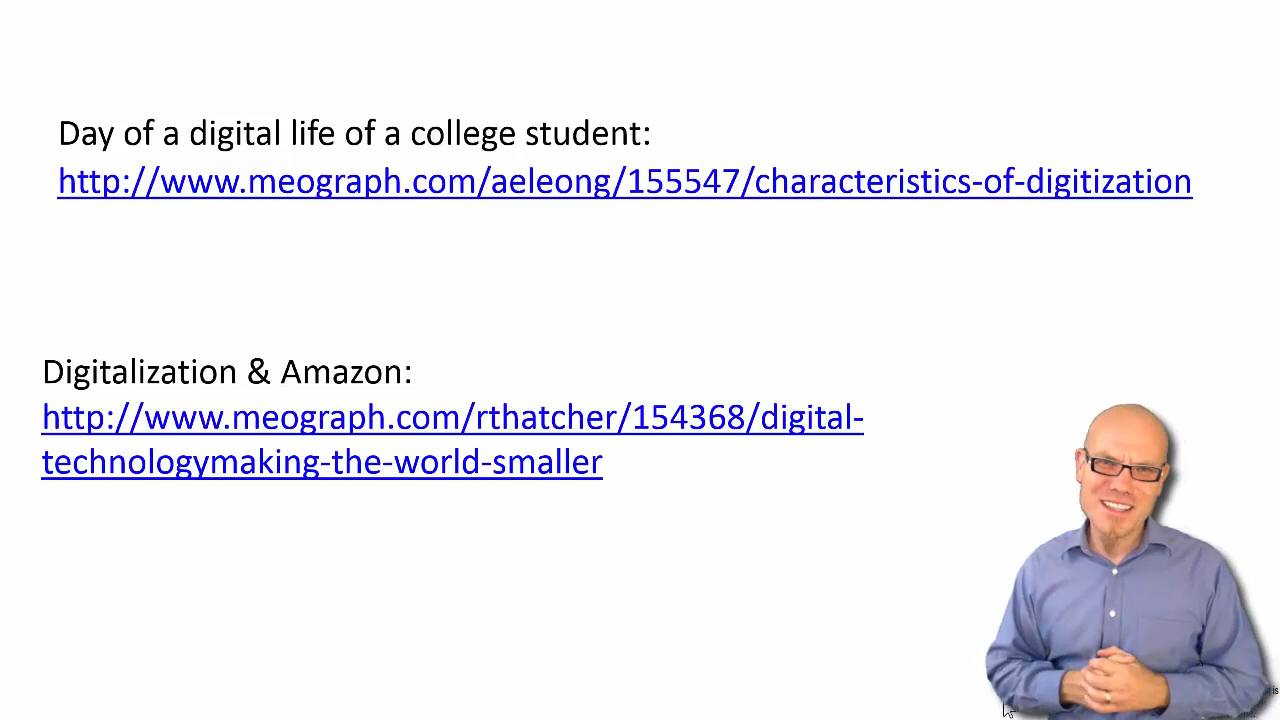 Day of a digital life of a college student:
http://www.meograph.com/aeleong/155547/characteristics-of-digitization
Digitalization & Amazon:
http://www.meograph.com/rthatcher/154368/digital-
technologymaking-the-world-smaller